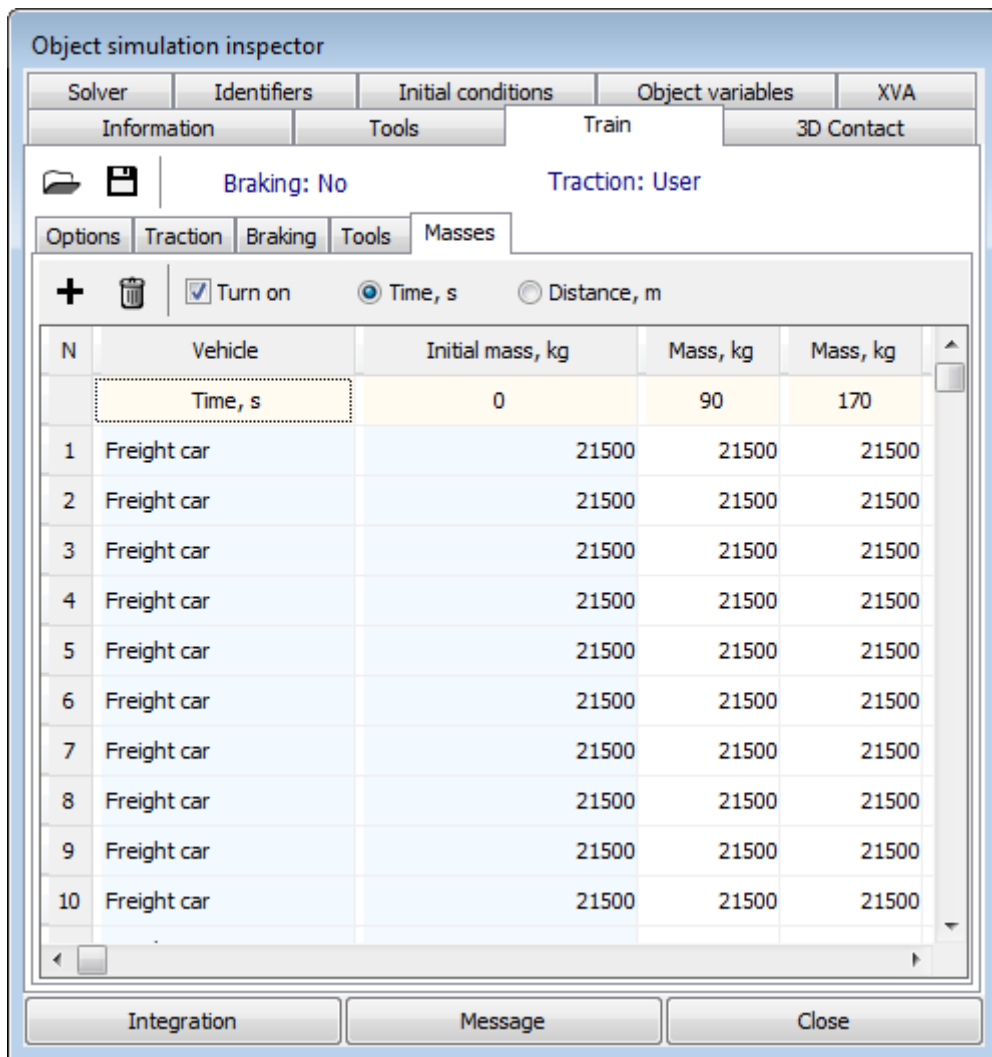 Object simulation inspector
Solver Identifiers Initial conditions Object variables XVA
Information Tools Train 3D Contact
Braking: No Traction: User
Options Traction Braking Tools Masses
Turn on Time, s Distance, m
N Vehicle Initial mass, kg Mass, kg Mass, kg
Time, s 0 90 170
1 Freight car 21500 21500 21500
2 Freight car 21500 21500 21500
3 Freight car 21500 21500 21500
4 Freight car 21500 21500 21500
5 Freight car 21500 21500 21500
6 Freight car 21500 21500 21500
7 Freight car 21500 21500 21500
8 Freight car 21500 21500 21500
9 Freight car 21500 21500 21500
10 Freight car 21500 21500 21500
Integration Message Close